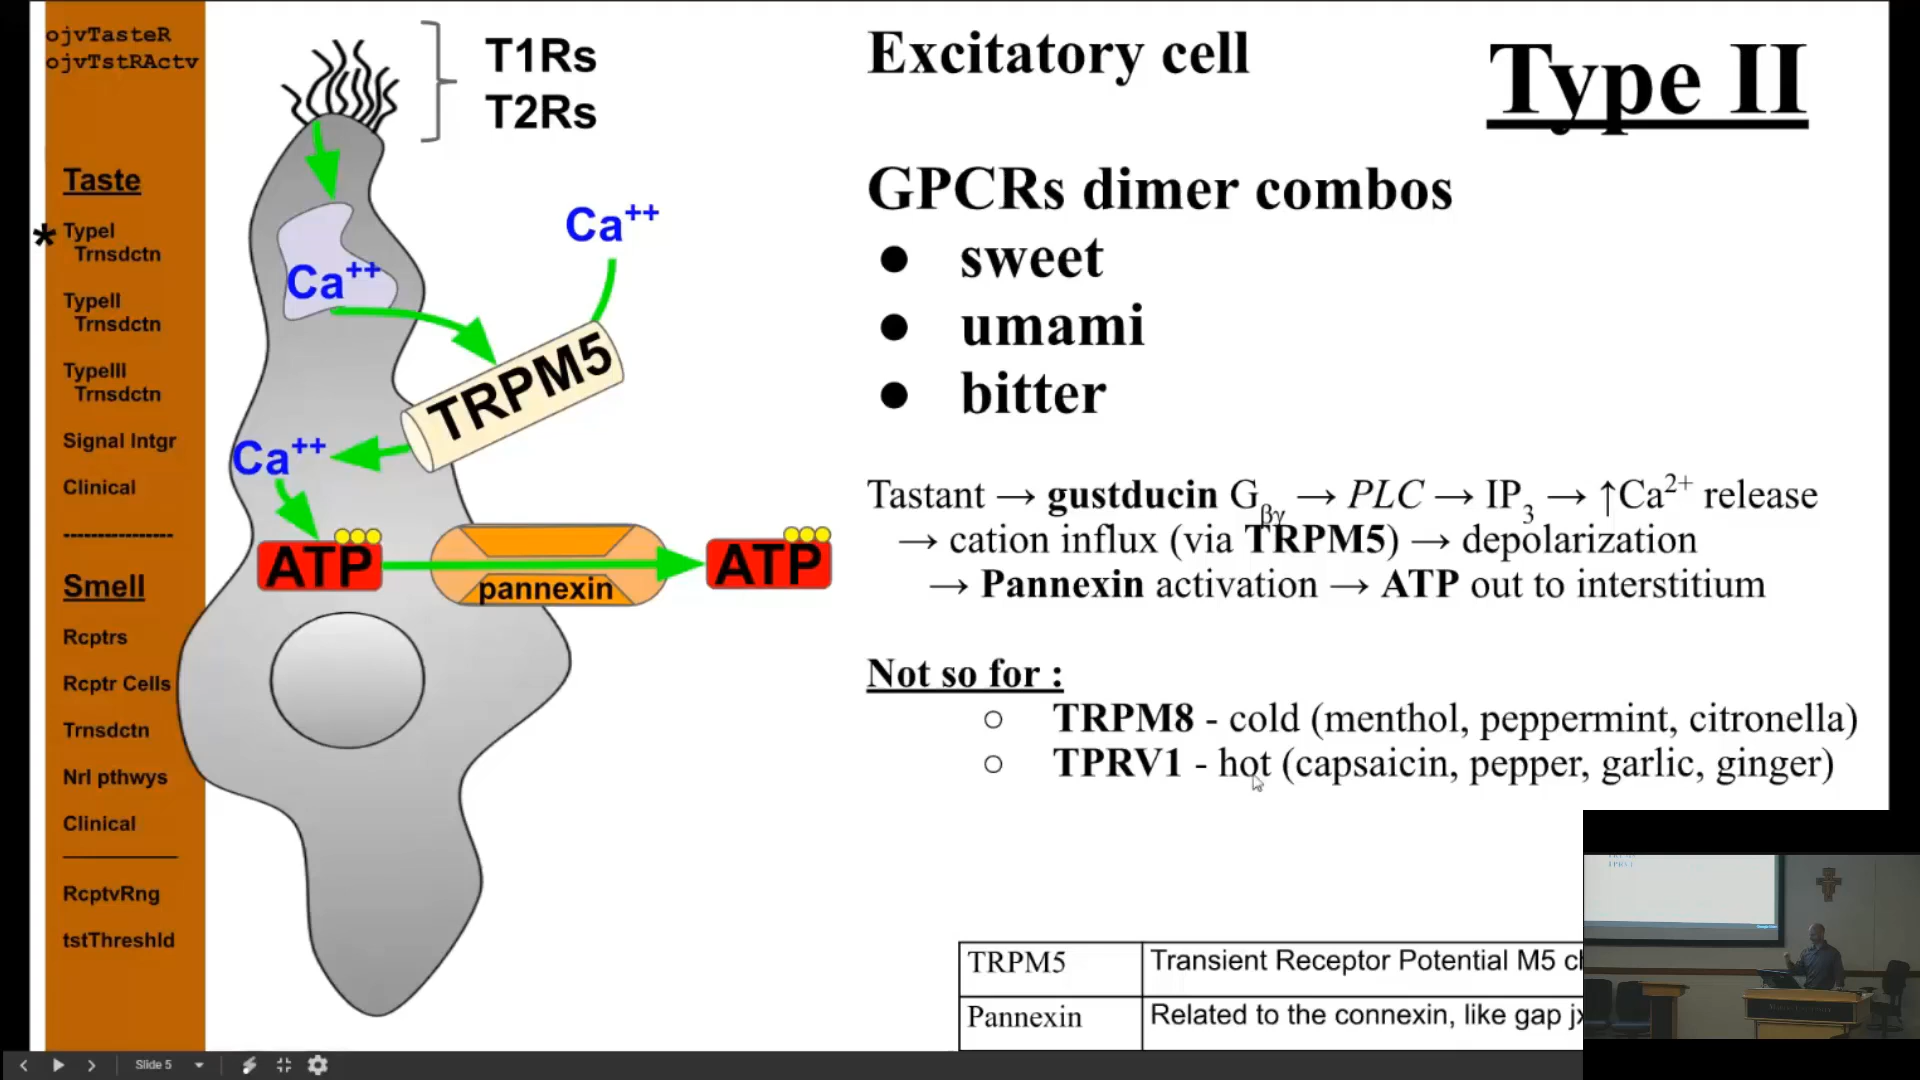 ojvTasteR
ojvTstRActv
Taste
* TypeI
Trnsdctn
TypeII
Trnsdctn
TypeIII
Trnsdctn
Signal Intgr
Clinical
----------------
Smell
Rcptrs
Rcptr Cells
Trnsdctn
Nrl pthwys
Clinical
RcptvRng
tstThreshld
T1Rs
T2Rs
Ca++
Ca++
TRPM5
Ca++
ATP
pannexin
ATP
Excitatory cell
Type II
GPCRs dimer combos
● sweet
● umami
● bitter
Tastant → gustducin Gβγ → PLC → IP3 → ↑Ca2+ release
→ cation influx (via TRPM5) → depolarization
→ Pannexin activation → ATP out to interstitium
Not so for :
○ TRPM8 - cold (menthol, peppermint, citronella)
○ TPRV1 - hot (capsaicin, pepper, garlic, ginger)
TRPM5 Transient Receptor Potential M5
Pannexin Related to the connexin, like gap
Slide 5